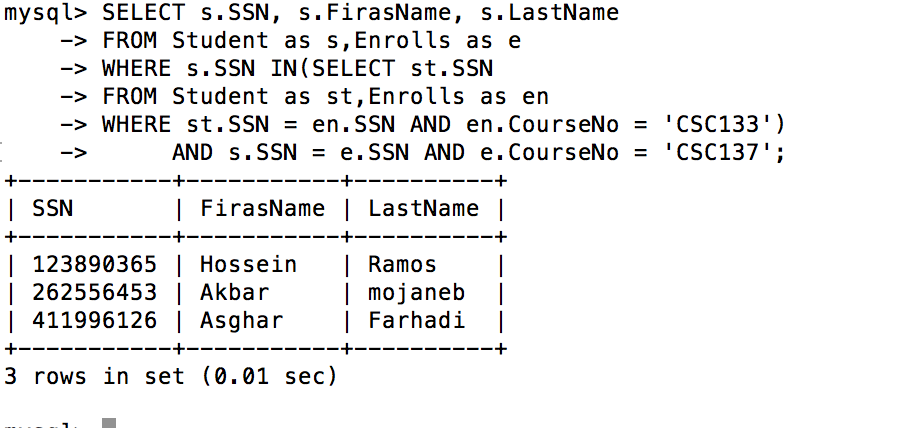 mysql> SELECT s.SSN, s.FirasName, s.LastName
    -> FROM Student as s,Enrolls as e
    -> WHERE s.SSN IN(SELECT st.SSN
    -> FROM Student as st,Enrolls as en
    -> WHERE st.SSN = en.SSN AND en.CourseNo = 'CSC133')
    ->      AND s.SSN = e.SSN AND e.CourseNo = 'CSC137';
+-----------+-----------+----------+
| SSN       | FirasName | LastName |
+-----------+-----------+----------+
| 123890365 | Hossein   | Ramos    |
| 262556453 | Akbar     | mojaneb  |
| 411996126 | Asghar    | Farhadi  |
+-----------+-----------+----------+
3 rows in set (0.01 sec)